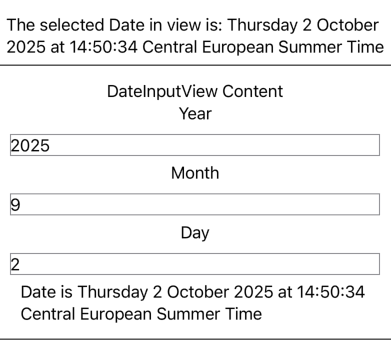 The selected Date in view is: Thursday 2 October
2025 at 14:50:34 Central European Summer Time
DateInputView Content
Year
2025
Month
9
Day
2
Date is Thursday 2 October 2025 at 14:50:34
Central European Summer Time